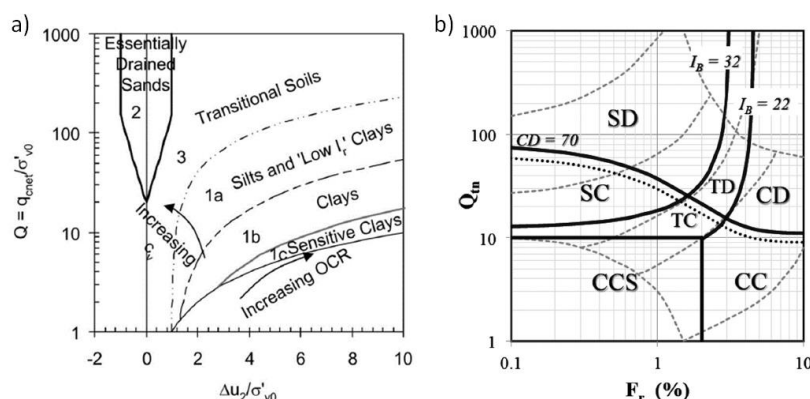 a)
1000
100
10
1
Q = qcnet/σ'v0
-2 0 2 4 6 8 10
Δu2/σ'v0
Essentially
Drained
Sands
2
3
Transitional Soils
1a
Silts and 'Low Ir' Clays
Clays
1b
1c Sensitive Clays
Increasing
cv
Increasing OCR
b)
1000
100
10
1
Qtn
0.1 1 10
Fr (%)
IB = 32
IB = 22
CD = 70
SD
SC
TD
CD
TC
CCS
CC